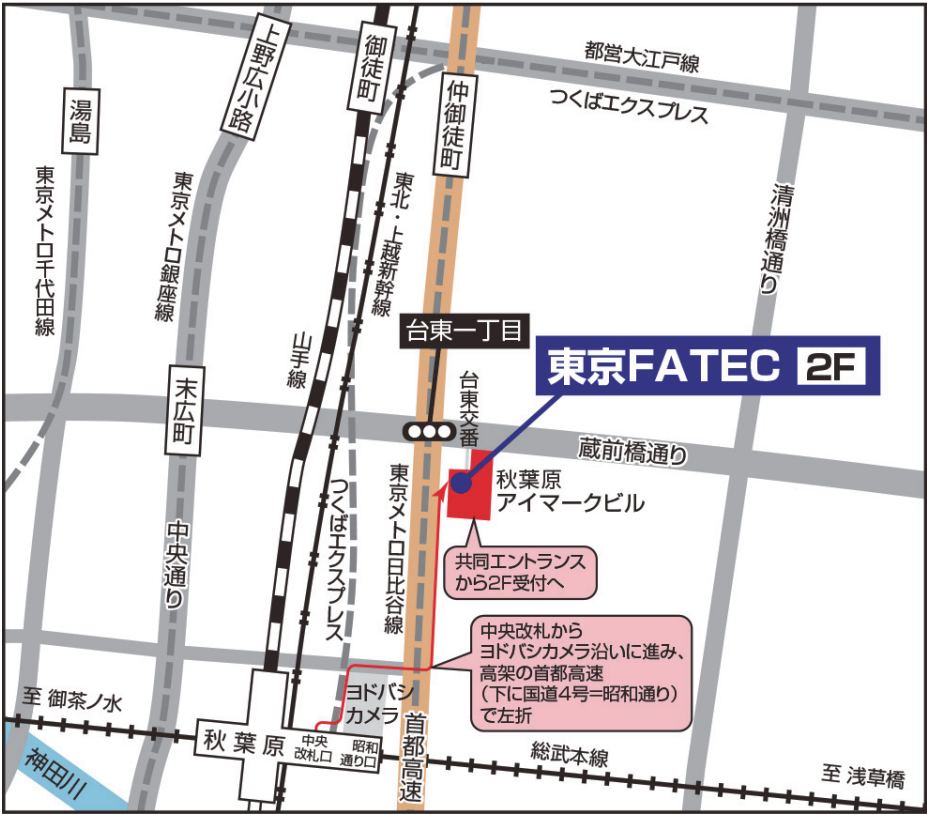 都営大江戸線
つくばエクスプレス
上野広小路
御徒町
仲御徒町
湯島
清洲橋通り
東京メトロ千代田線
東京メトロ銀座線
東北・上越新幹線
山手線
台東一丁目
東京FATEC 2F
台東交番
末広町
蔵前橋通り
秋葉原
アイマークビル
東京メトロ日比谷線
つくばエクスプレス
中央通り
共同エントランス
から2F受付へ
中央改札から
ヨドバシカメラ沿いに進み、
高架の首都高速
(下に国道4号=昭和通り)
で左折
至 御茶ノ水
ヨドバシ
カメラ
首都高速
秋葉原
中央
改札口
昭和
通り口
総武本線
至 浅草橋
神田川